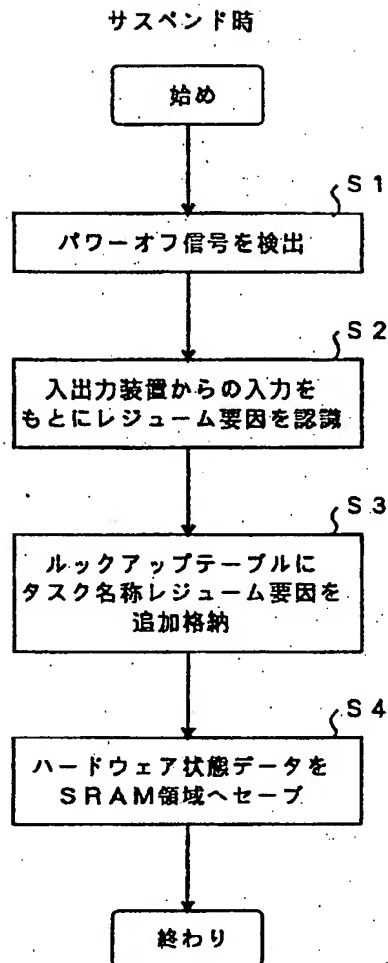 サスペンド時
始め
S1
パワーオフ信号を検出
S2
入出力装置からの入力を
もとにレジューム要因を認識
S3
ルックアップテーブルに
タスク名称レジューム要因を
追加格納
S4
ハードウェア状態データを
SRAM領域へセーブ
終わり